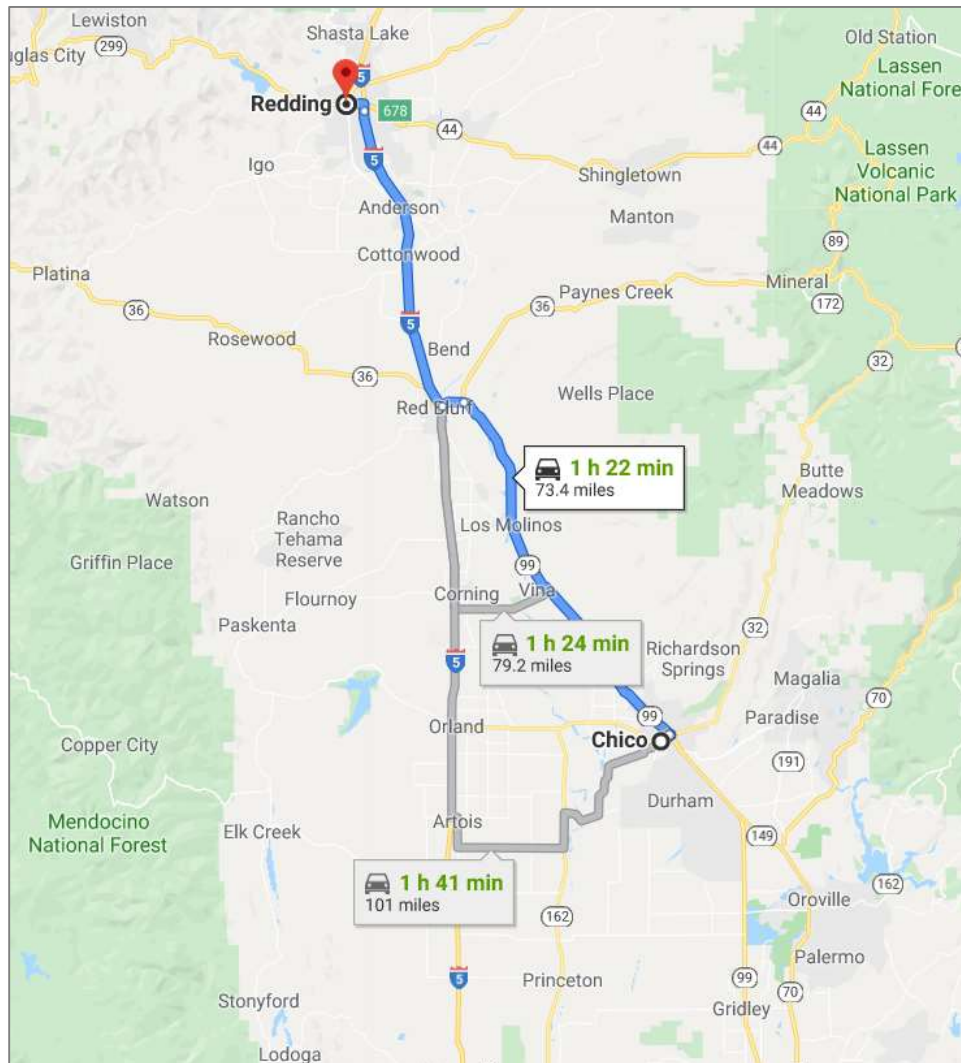 Lewiston
299
uglas City
Shasta Lake
5
Old Station
Lassen
National Fore
Redding
678
44
44
44
Lassen
Volcanic
National Park
Igo
5
Shingletown
Anderson
Manton
Cottonwood
89
Platina
36
Paynes Creek
Mineral
172
36
5
Rosewood
Bend
32
36
Red Bluff
Wells Place
1 h 22 min
73.4 miles
Butte
Meadows
Watson
Rancho
Tehama
Reserve
Los Molinos
Griffin Place
99
Flournoy
Corning
Vina
Paskenta
32
1 h 24 min
79.2 miles
Richardson
Springs
5
Magalia
70
99
Paradise
Orland
Chico
Copper City
191
Durham
Mendocino
National Forest
Elk Creek
Artois
149
1 h 41 min
101 miles
162
Oroville
162
Palermo
5
Princeton
99
70
Stonyford
Gridley
Lodoga